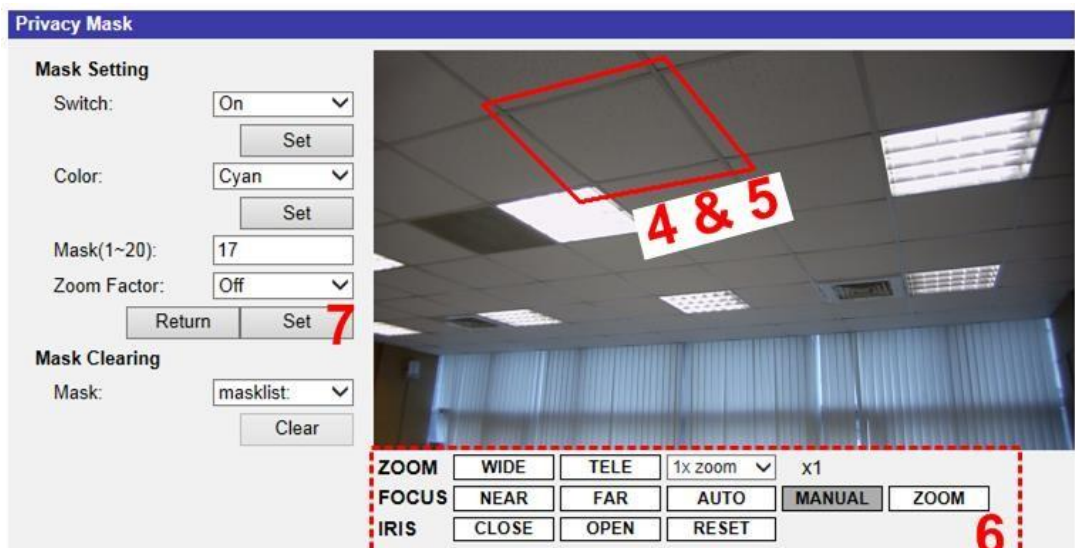 Privacy Mask
Mask Setting
Switch: On
Set
Color: Cyan
Set
Mask(1~20): 17
Zoom Factor: Off
Return Set 7
Mask Clearing
Mask: masklist:
Clear
4 & 5
ZOOM WIDE TELE 1x zoom x1
FOCUS NEAR FAR AUTO MANUAL ZOOM
IRIS CLOSE OPEN RESET
6